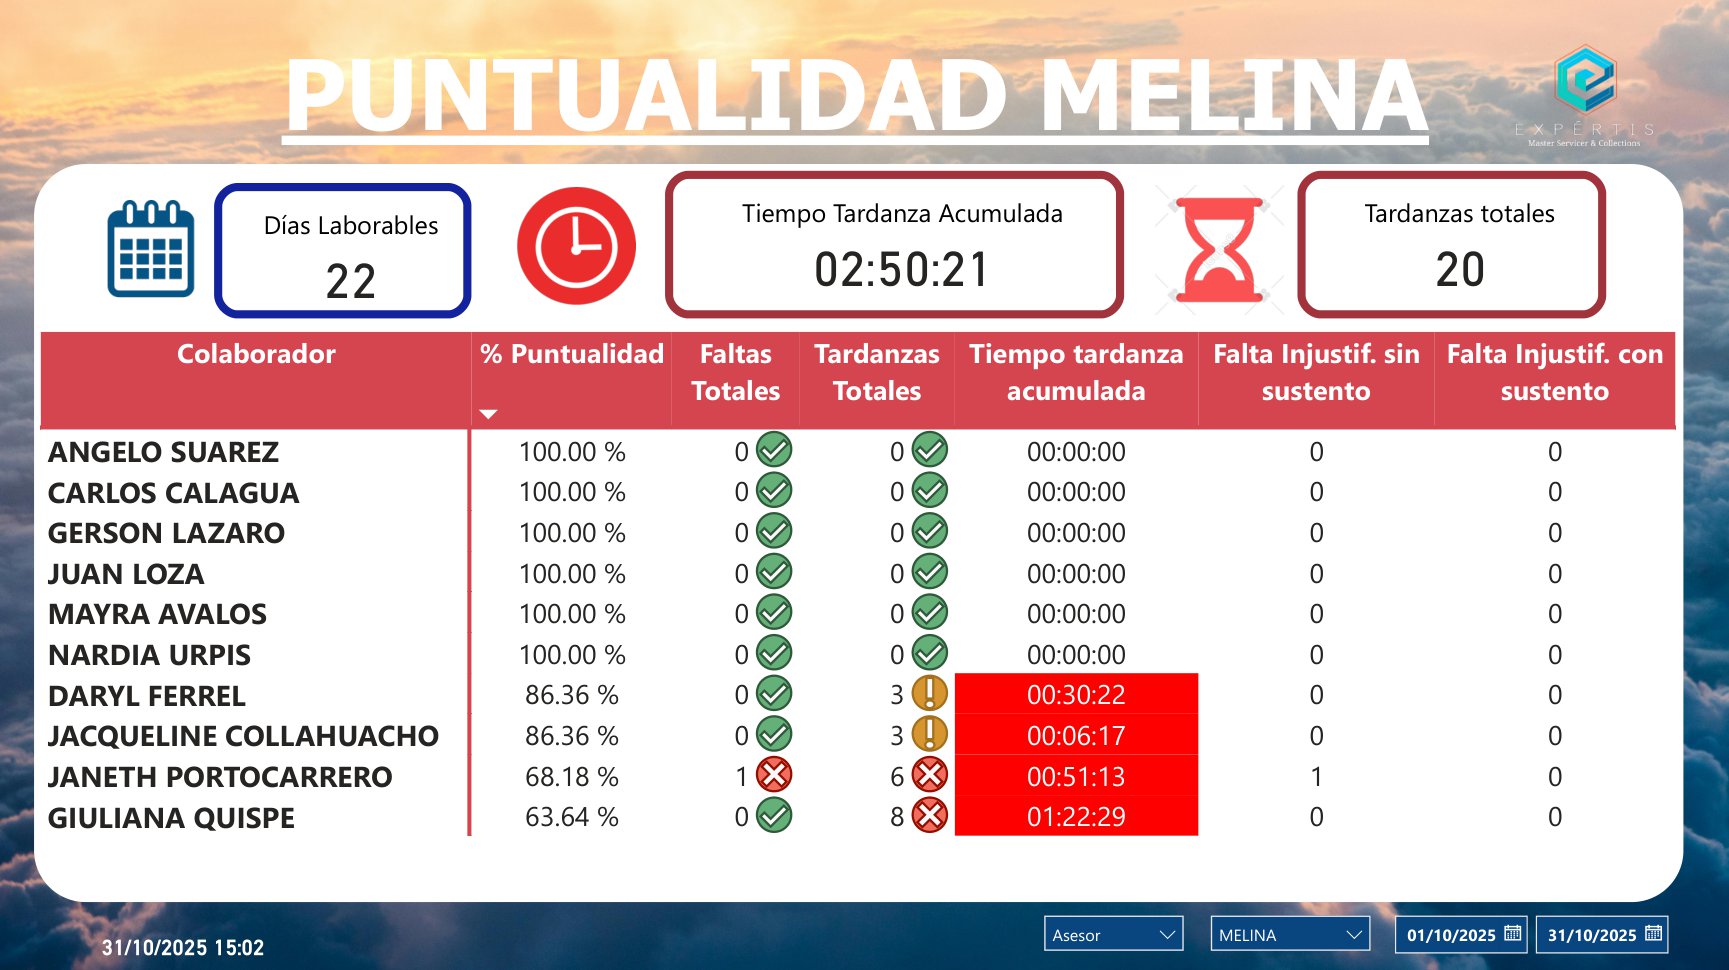 PUNTUALIDAD MELINA
EXPÉRTIS
Master Servicer & Collections
Días Laborables
22
Tiempo Tardanza Acumulada
02:50:21
Tardanzas totales
20
Colaborador % Puntualidad Faltas Totales Tardanzas Totales Tiempo tardanza acumulada Falta Injustif. sin sustento Falta Injustif. con sustento
ANGELO SUAREZ 100.00 % 0 0 00:00:00 0 0
CARLOS CALAGUA 100.00 % 0 0 00:00:00 0 0
GERSON LAZARO 100.00 % 0 0 00:00:00 0 0
JUAN LOZA 100.00 % 0 0 00:00:00 0 0
MAYRA AVALOS 100.00 % 0 0 00:00:00 0 0
NARDIA URPIS 100.00 % 0 0 00:00:00 0 0
DARYL FERREL 86.36 % 0 3 00:30:22 0 0
JACQUELINE COLLAHUACHO 86.36 % 0 3 00:06:17 0 0
JANETH PORTOCARRERO 68.18 % 1 6 00:51:13 1 0
GIULIANA QUISPE 63.64 % 0 8 01:22:29 0 0
31/10/2025 15:02
Asesor
MELINA
01/10/2025
31/10/2025